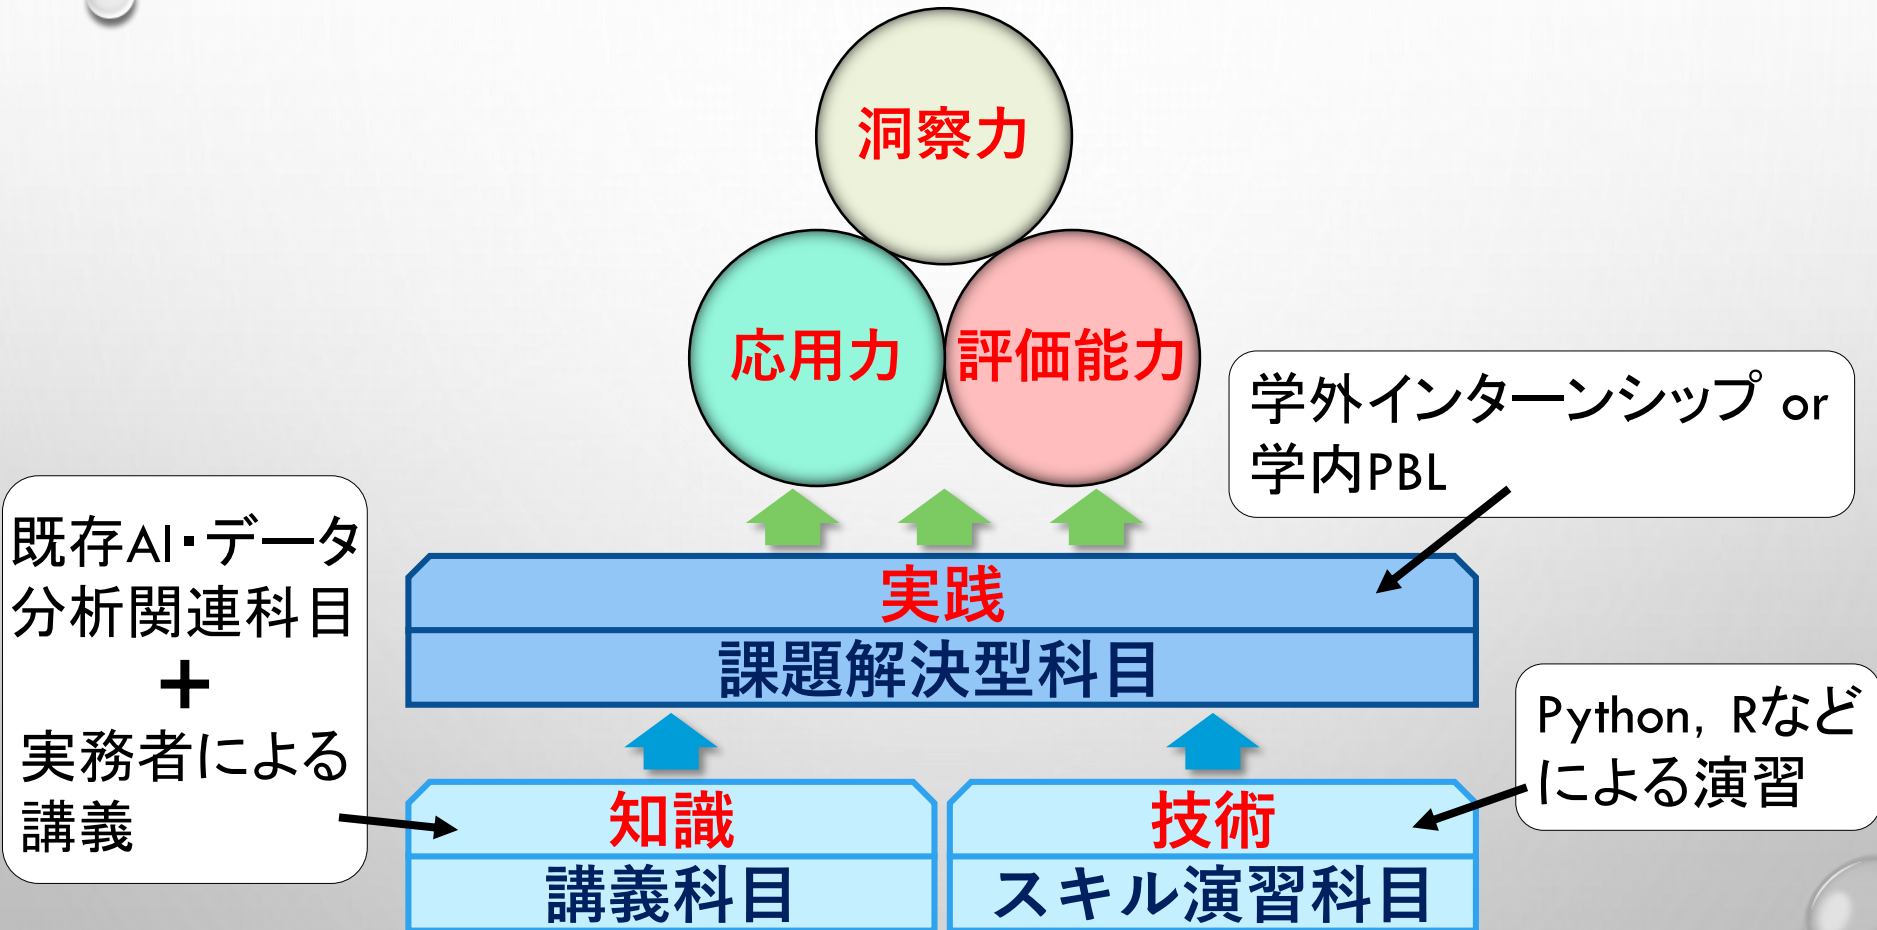 洞察力
応用力
評価能力
学外インターンシップ or
学内PBL
既存AI・データ
分析関連科目
+
実務者による
講義
実践
課題解決型科目
Python, Rなど
による演習
知識
講義科目
技術
スキル演習科目